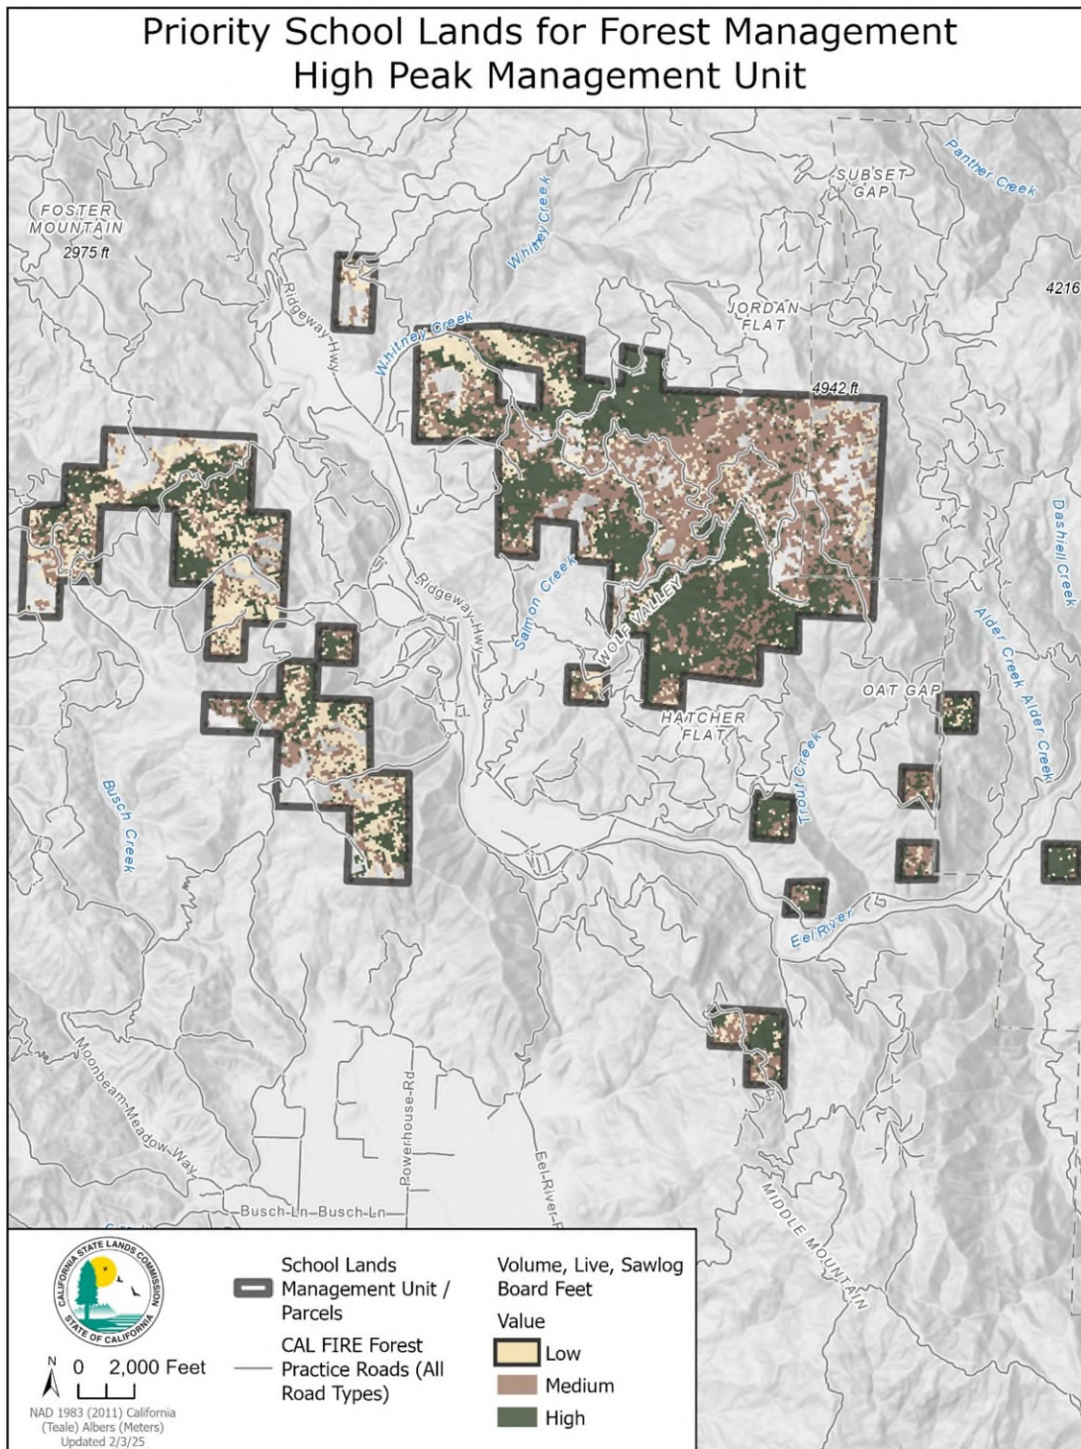 Priority School Lands for Forest Management
High Peak Management Unit
Panther Creek
SUBSET
GAP
FOSTER
MOUNTAIN
2975 ft
Whitney Creek
4216
Ridgeway Hwy
JORDAN
FLAT
Whitney Creek
4942 ft
Dashiell Creek
Ridgeway-Hwy
Salmon Creek
WOLF VALLEY
Alder Creek
Alder Creek
OAT GAP
HATCHER
FLAT
Trout Creek
Busch Creek
Eel River
Moonbeam-Meadow-Way
Powerhouse-Rd
Eel-River-R
Busch-Ln-Busch-Ln
MIDDLE MOUNTAIN
CALIFORNIA STATE LANDS COMMISSION
STATE OF CALIFORNIA
N
0 2,000 Feet
NAD 1983 (2011) California
(Teale) Albers (Meters)
Updated 2/3/25
School Lands
Management Unit /
Parcels
CAL FIRE Forest
Practice Roads (All
Road Types)
Volume, Live, Sawlog
Board Feet
Value
Low
Medium
High